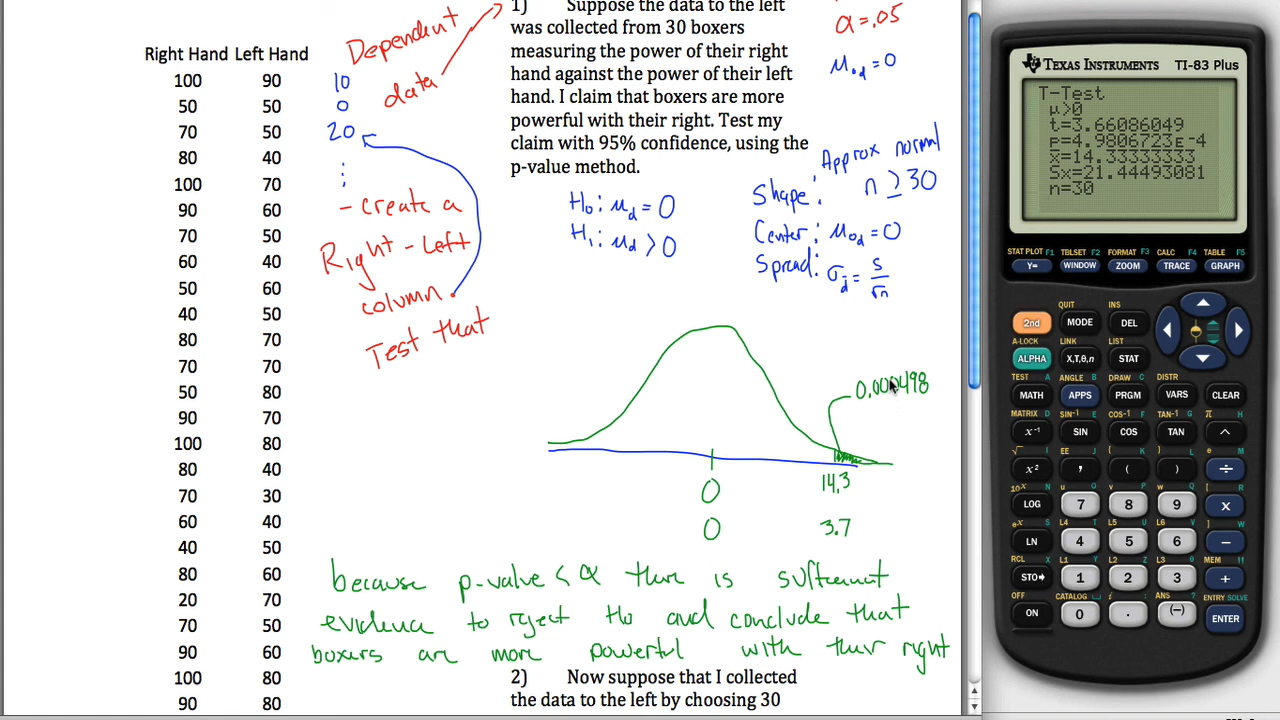 1) Suppose the data to the left
was collected from 30 boxers
measuring the power of their right
hand against the power of their left
hand. I claim that boxers are more
powerful with their right. Test my
claim with 95% confidence, using the
p-value method.
Right Hand Left Hand
100 90 10
50 50 0
70 50 20
80 40
100 70
90 60
70 50
60 40
50 60
40 50
80 70
70 70
50 80
90 70
100 80
80 40
70 30
60 40
40 50
80 60
20 70
70 50
90 60
100 80
90 80
Dependent
data
- create a
Right - Left
column.
Test that
α = .05
μod = 0
H0: μd = 0
H1: μd > 0
Approx normal
Shape: n ≥ 30
Center: μod = 0
Spread: σd̄ = s/√n
0.000498
0 14.3
0 3.7
because p-value < α there is
evidence to reject H0 and conclude that
boxers are more powerful with their right
2) Now suppose that I collected
the data to the left by choosing 30
TEXAS INSTRUMENTS TI-83 Plus
T-Test
μ>0
t=3.66086049
p=4.9806723E-4
x̄=14.33333333
Sx=21.44493081
n=30
STAT PLOT F1 TBLSET F2 FORMAT F3 CALC F4 TABLE F5
Y= WINDOW ZOOM TRACE GRAPH
QUIT INS
2nd MODE DEL
A-LOCK LINK LIST
ALPHA X,T,θ,n STAT
TEST A ANGLE B DRAW C DISTR
MATH APPS PRGM VARS CLEAR
MATRIX D SIN⁻¹ E COS⁻¹ F TAN⁻¹ G π H
x⁻¹ SIN COS TAN ^
√ I EE J { K } L e M
x² , ( ) ÷
10ˣ N u O v P w Q [ R
LOG 7 8 9 x
eˣ S L4 T L5 U L6 V ] W
LN 4 5 6 −
RCL X L1 Y L2 Z L3 θ MEM "
STO▸ 1 2 3 +
OFF CATALOG i : ANS ? ENTRY SOLVE
ON 0 . (−) ENTER